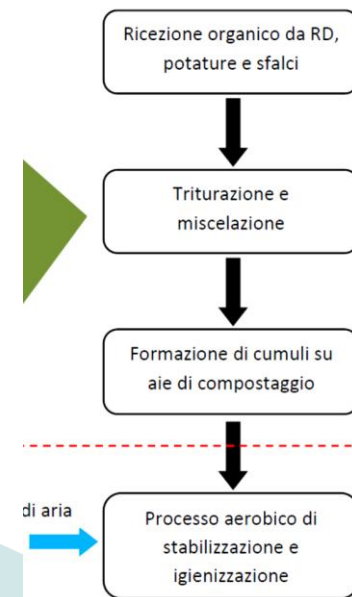 Ricezione organico da RD,
potature e sfalci
Triturazione e
miscelazione
Formazione di cumuli su
aie di compostaggio
di aria
Processo aerobico di
stabilizzazione e
igienizzazione